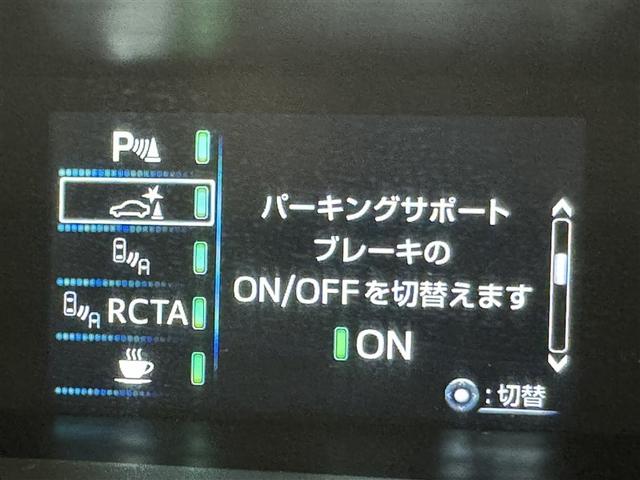 P
A
A RCTA
パーキングサポート
ブレーキの
ON/OFFを切替えます
ON
:切替